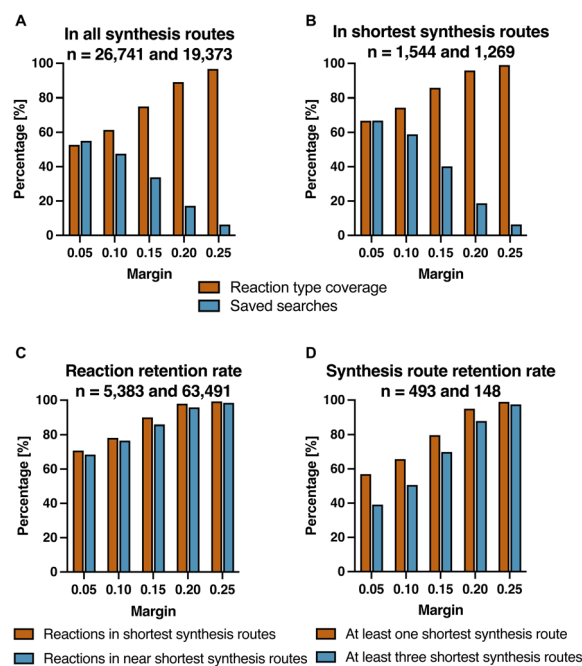 A
In all synthesis routes
n = 26,741 and 19,373
Percentage [%]
100
80
60
40
20
0
0.05 0.10 0.15 0.20 0.25
Margin
B
In shortest synthesis routes
n = 1,544 and 1,269
Percentage [%]
100
80
60
40
20
0
0.05 0.10 0.15 0.20 0.25
Margin
Reaction type coverage
Saved searches
C
Reaction retention rate
n = 5,383 and 63,491
Percentage [%]
100
80
60
40
20
0
0.05 0.10 0.15 0.20 0.25
Margin
Reactions in shortest synthesis routes
Reactions in near shortest synthesis routes
D
Synthesis route retention rate
n = 493 and 148
Percentage [%]
100
80
60
40
20
0
0.05 0.10 0.15 0.20 0.25
Margin
At least one shortest synthesis route
At least three shortest synthesis routes